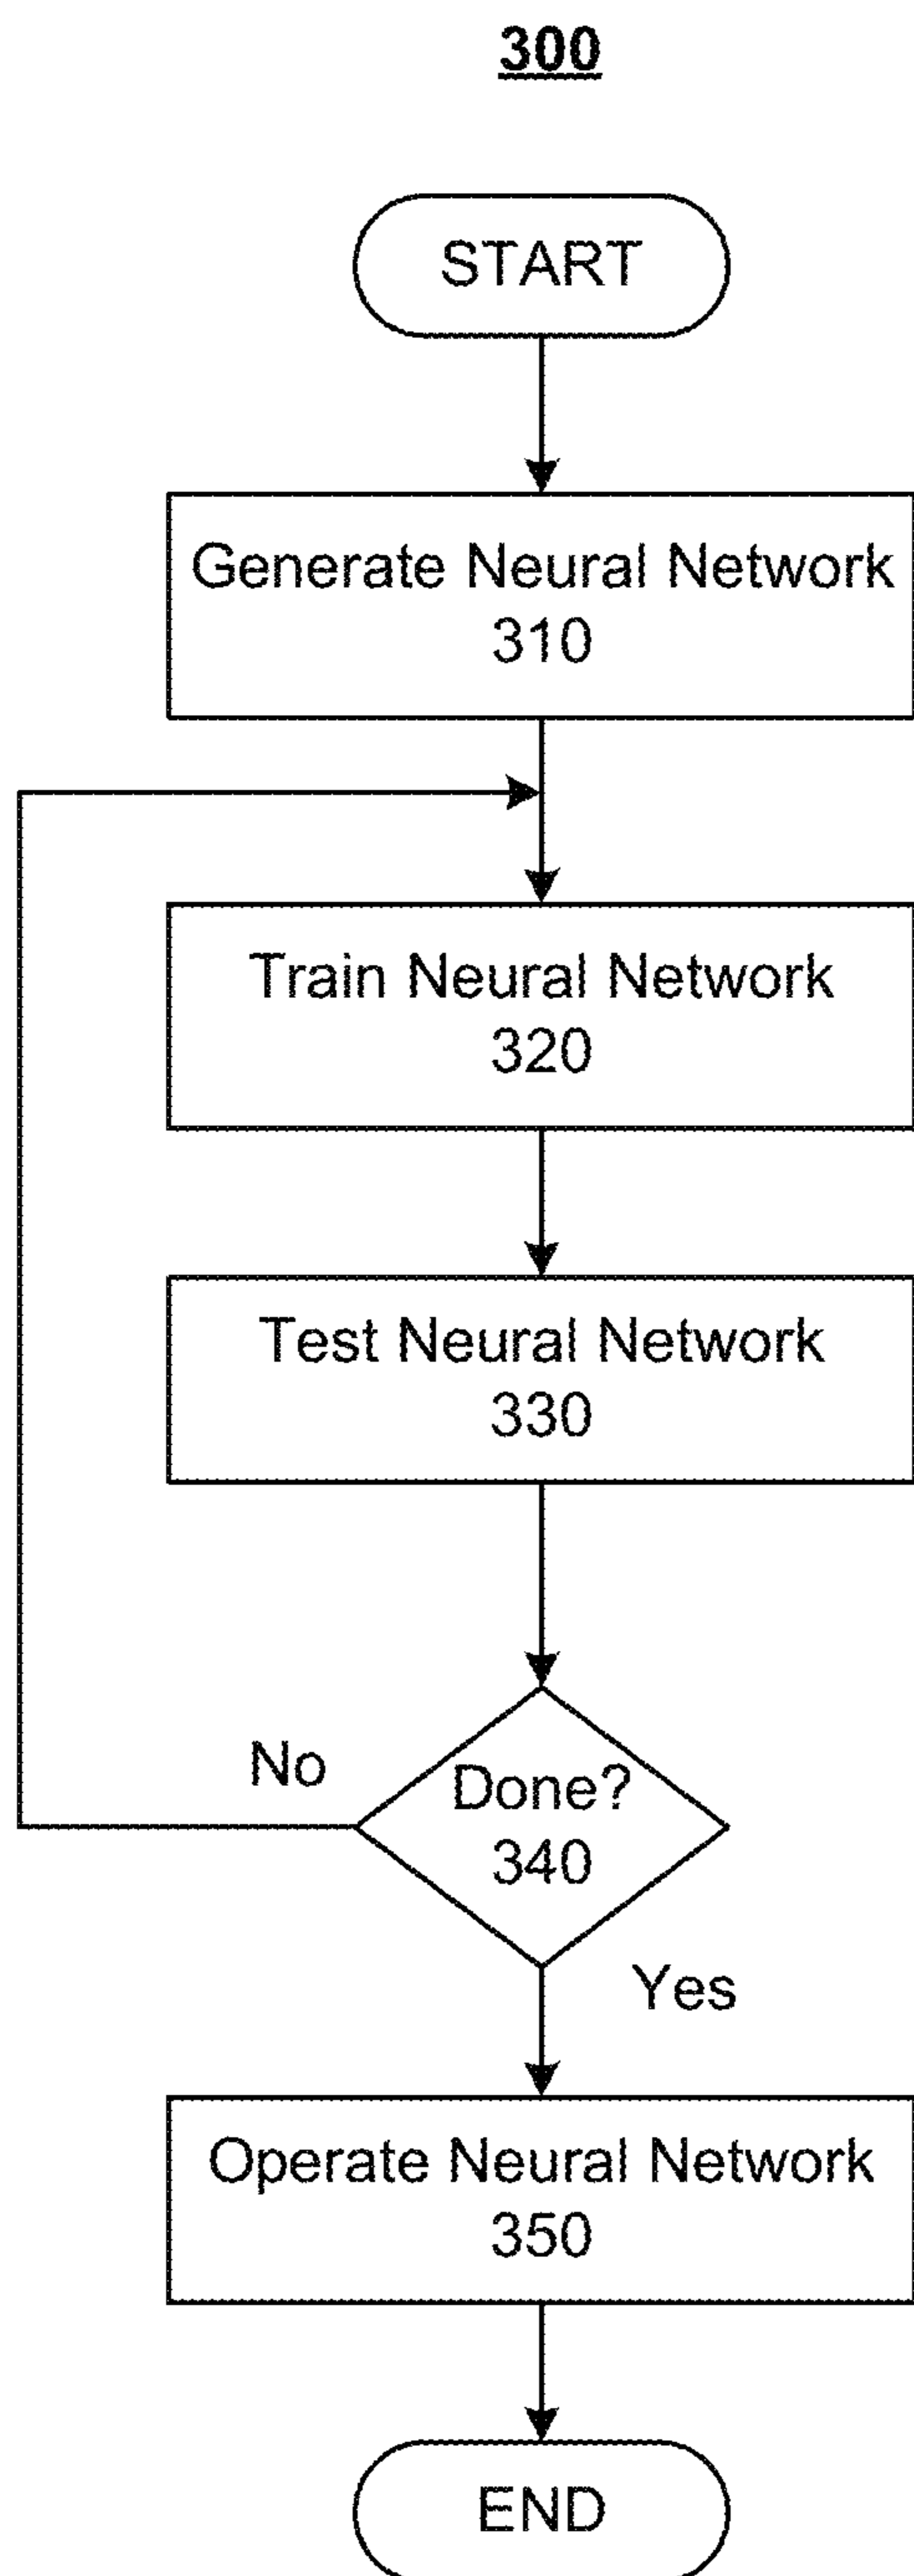 300
START
Generate Neural Network
310
Train Neural Network
320
Test Neural Network
330
No
Done?
340
Yes
Operate Neural Network
350
END